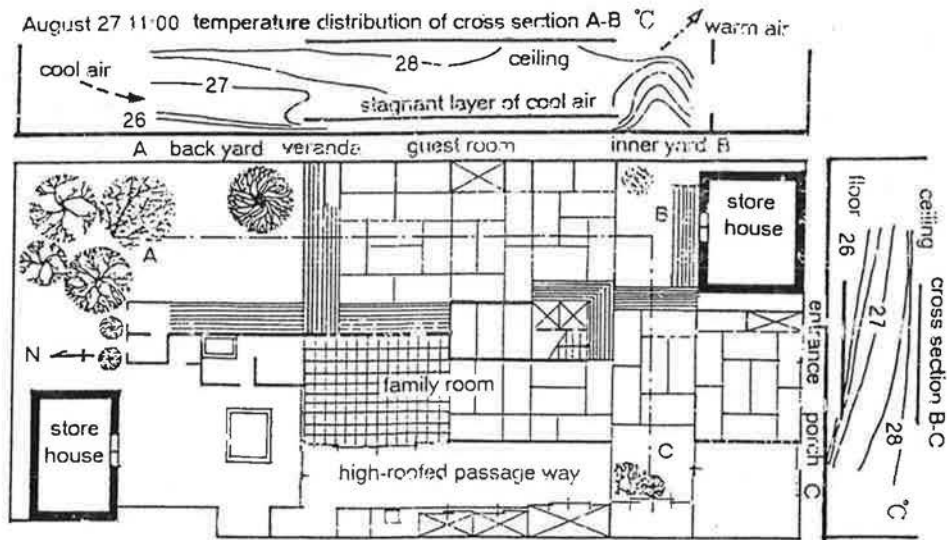 August 27 11:00 temperature distribution of cross section A-B °C
warm air
cool air
28
ceiling
27
stagnant layer of cool air
26
A back yard veranda guest room inner yard B
A
B
store
house
N
family room
store
house
high-roofed passage way
C
entrance porch C
floor
ceiling
26
27
28
°C
cross section B-C